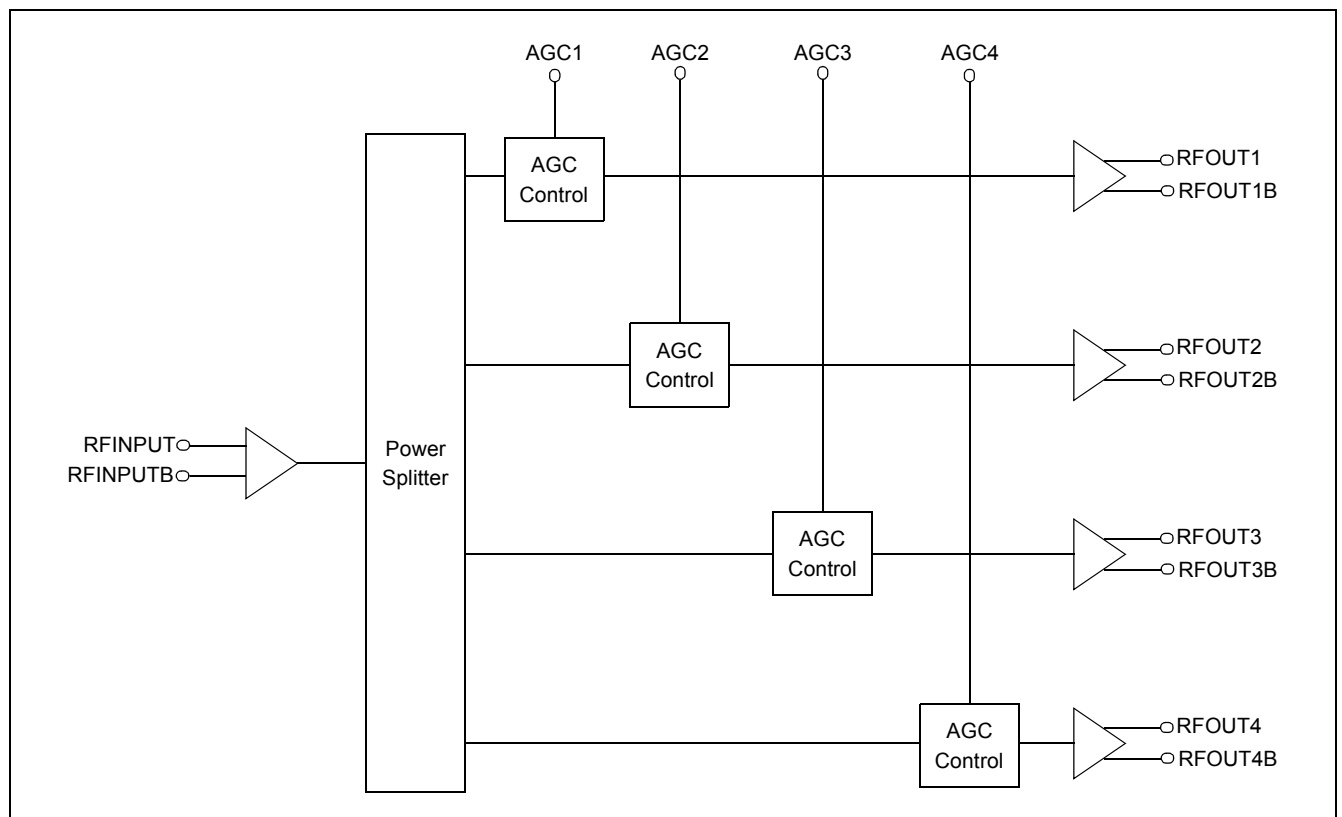 AGC1
AGC2
AGC3
AGC4
AGC
Control
RFOUT1
RFOUT1B
AGC
Control
RFOUT2
RFOUT2B
RFINPUT
RFINPUTB
Power
Splitter
AGC
Control
RFOUT3
RFOUT3B
AGC
Control
RFOUT4
RFOUT4B